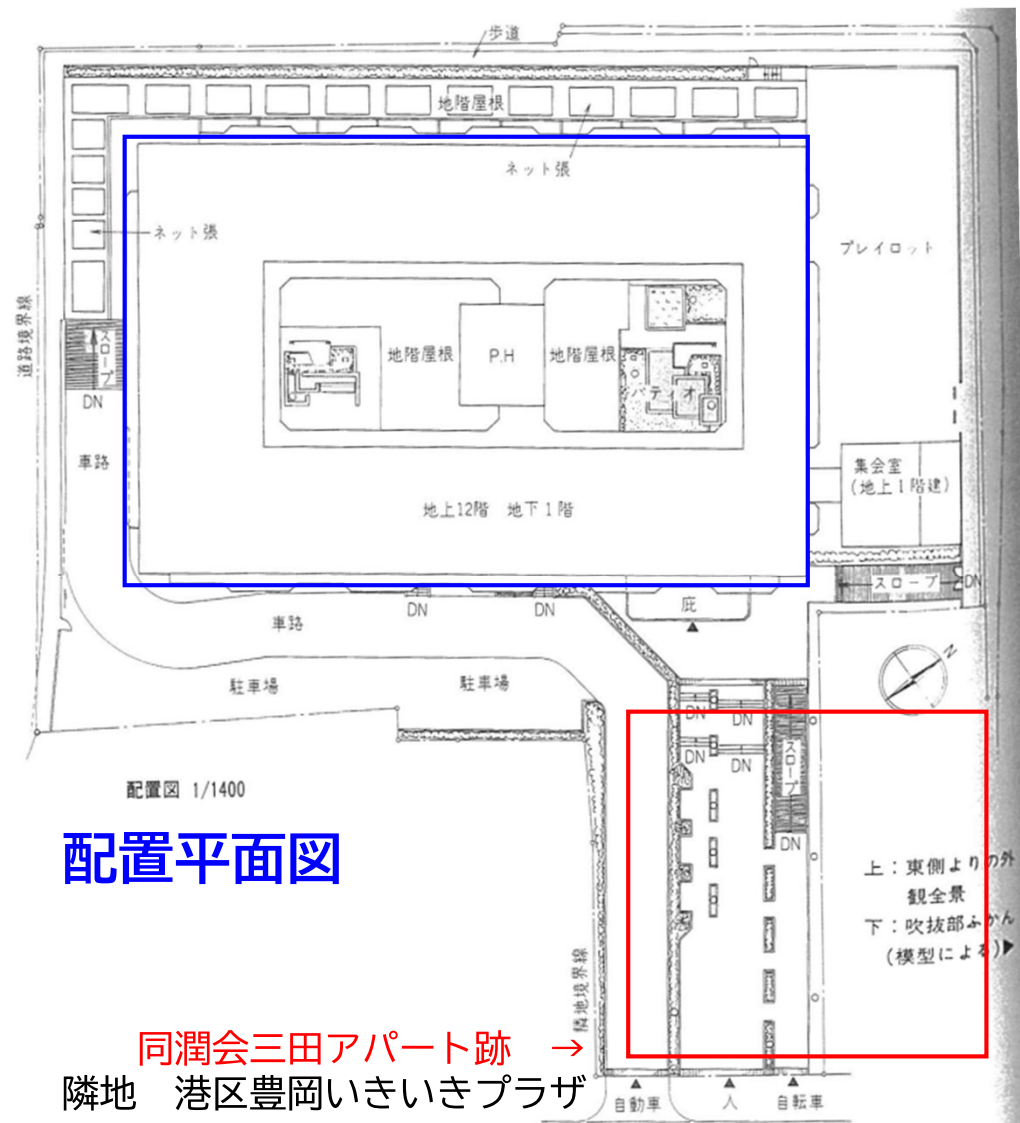 歩道
地階屋根
ネット張
ネット張
プレイロット
道路境界線
スロープ
DN
地階屋根
P.H
地階屋根
パティオ
車路
集会室
(地上1階建)
地上12階 地下1階
スロープ
DN
DN
DN
庇
車路
N
駐車場
駐車場
DN
DN
DN
DN
スロープ
DN
配置図 1/1400
配置平面図
上：東側よりの外
観全景
下：吹抜部ふかん
(模型による)▶
隣地境界線
同潤会三田アパート跡 →
隣地 港区豊岡いきいきプラザ
自動車
人
自転車